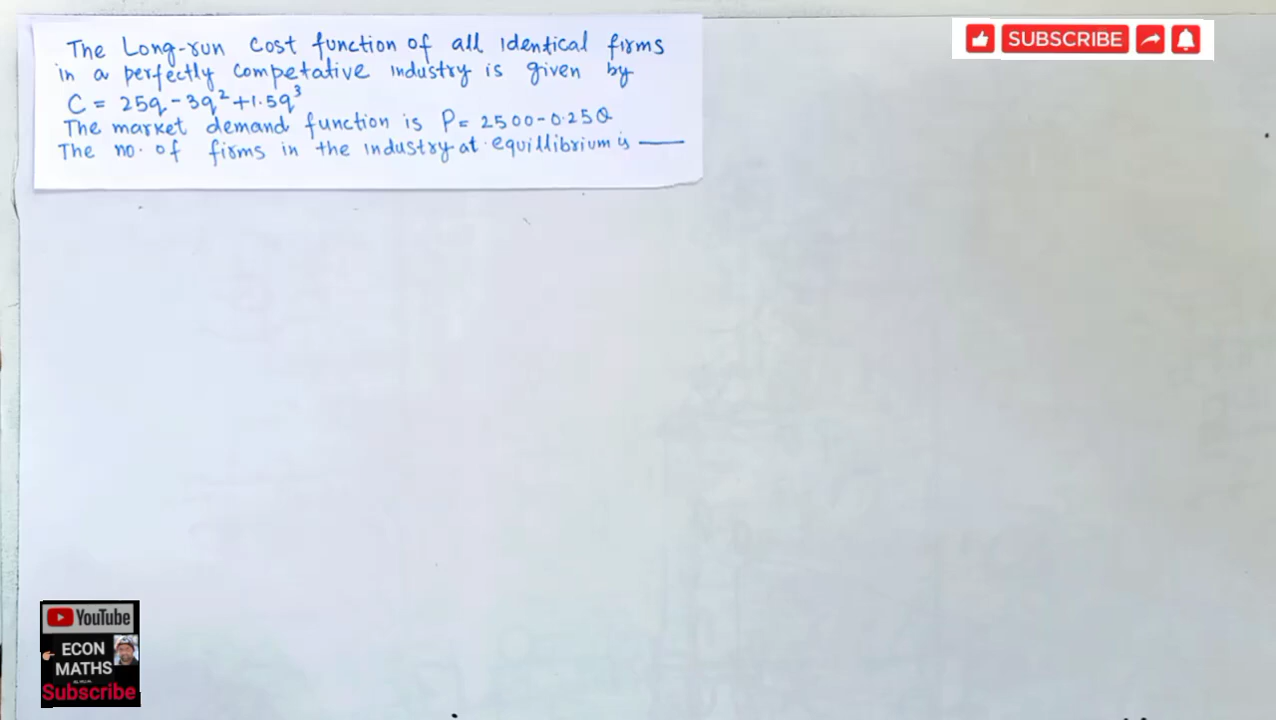 The Long-run Cost function of all identical firms
in a perfectly competative industry is given by
C = 25q - 3q² + 1.5q³
The market demand function is P = 2500 - 0.25Q
The no. of firms in the industry at equillibrium is ___
SUBSCRIBE
YouTube
ECON
MATHS
Subscribe